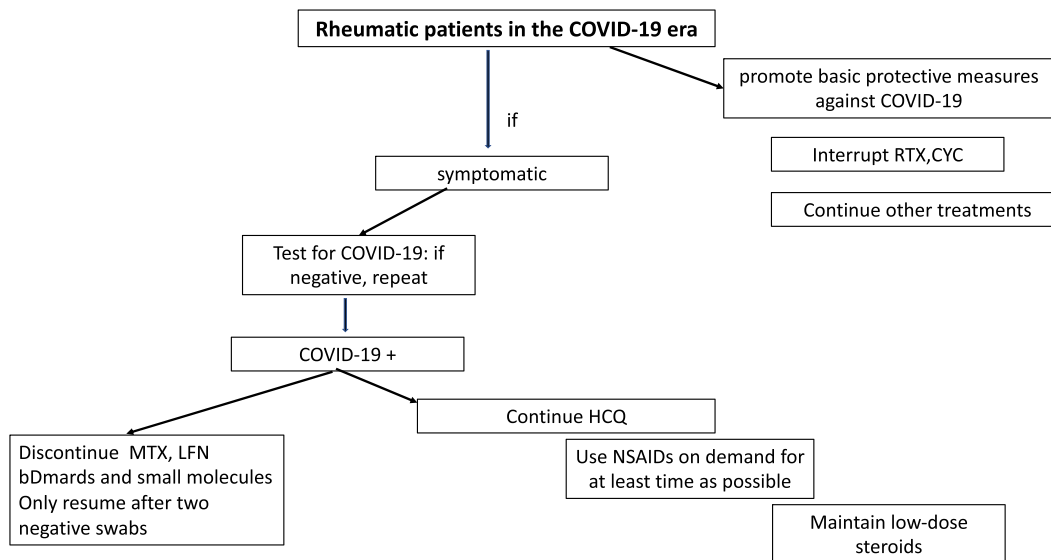 Rheumatic patients in the COVID-19 era
promote basic protective measures
against COVID-19
if
Interrupt RTX,CYC
symptomatic
Continue other treatments
Test for COVID-19: if
negative, repeat
COVID-19 +
Continue HCQ
Discontinue MTX, LFN
bDmards and small molecules
Only resume after two
negative swabs
Use NSAIDs on demand for
at least time as possible
Maintain low-dose
steroids